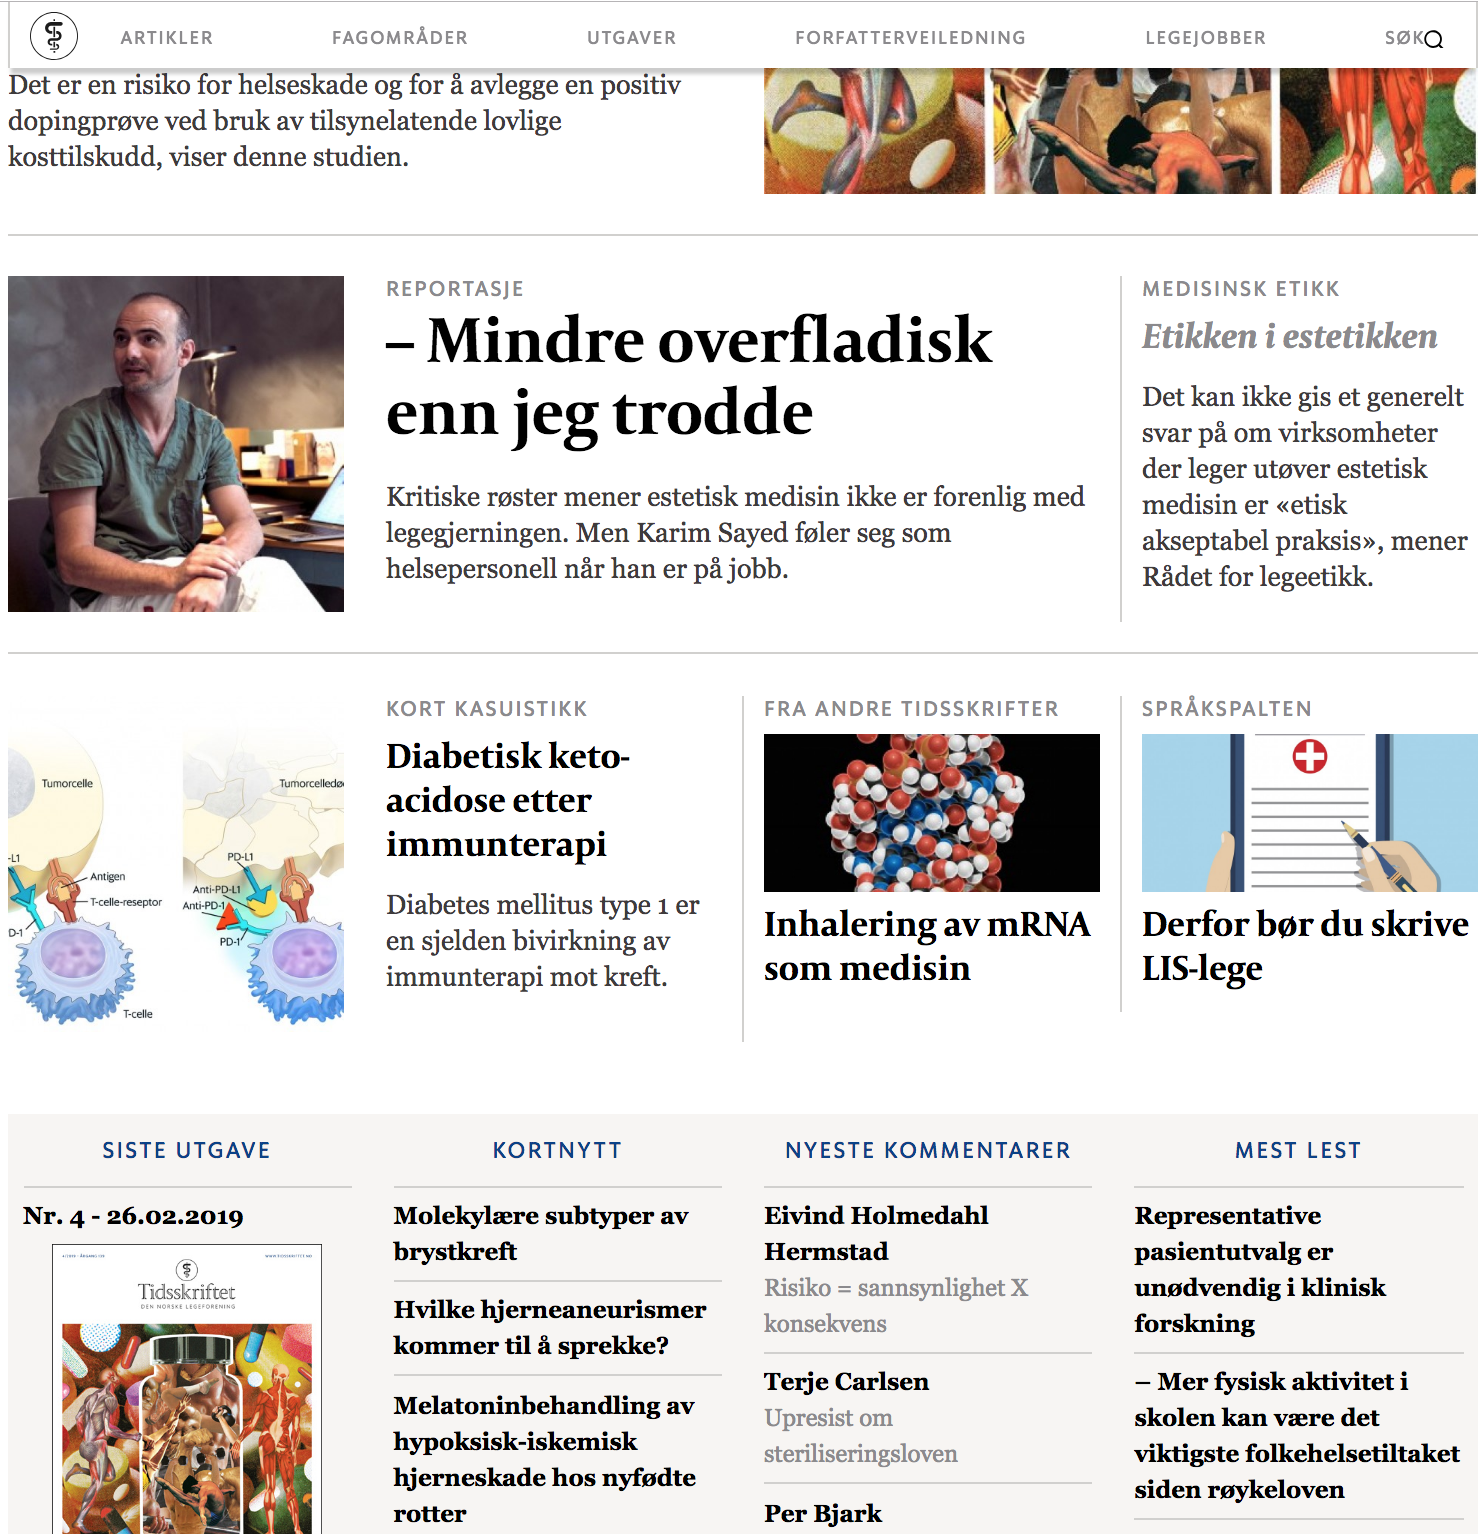 ARTIKLER FAGOMRÅDER UTGAVER FORFATTERVEILEDNING LEGEJOBBER SØK
Det er en risiko for helseskade og for å avlegge en positiv
dopingprøve ved bruk av tilsynelatende lovlige
kosttilskudd, viser denne studien.
REPORTASJE
– Mindre overfladisk
enn jeg trodde
Kritiske røster mener estetisk medisin ikke er forenlig med
legegjerningen. Men Karim Sayed føler seg som
helsepersonell når han er på jobb.
MEDISINSK ETIKK
Etikken i estetikken
Det kan ikke gis et generelt
svar på om virksomheter
der leger utøver estetisk
medisin er «etisk
akseptabel praksis», mener
Rådet for legeetikk.
Tumorcelle
-L1
Antigen
T-celle-reseptor
D-1
T-celle
Tumorcelledø
PD-L1
Anti-PD-L1
Anti-PD-1
PD-1
KORT KASUISTIKK
Diabetisk keto-
acidose etter
immunterapi
Diabetes mellitus type 1 er
en sjelden bivirkning av
immunterapi mot kreft.
FRA ANDRE TIDSSKRIFTER
Inhalering av mRNA
som medisin
SPRÅKSPALTEN
Derfor bør du skrive
LIS-lege
SISTE UTGAVE
Nr. 4 - 26.02.2019
Tidsskriftet
DEN NORSKE LEGEFORENING
KORTNYTT
Molekylære subtyper av
brystkreft
Hvilke hjerneaneurismer
kommer til å sprekke?
Melatoninbehandling av
hypoksisk-iskemisk
hjerneskade hos nyfødte
rotter
NYESTE KOMMENTARER
Eivind Holmedahl
Hermstad
Risiko = sannsynlighet X
konsekvens
Terje Carlsen
Upresist om
steriliseringsloven
Per Bjark
MEST LEST
Representative
pasientutvalg er
unødvendig i klinisk
forskning
– Mer fysisk aktivitet i
skolen kan være det
viktigste folkehelsetiltaket
siden røykeloven